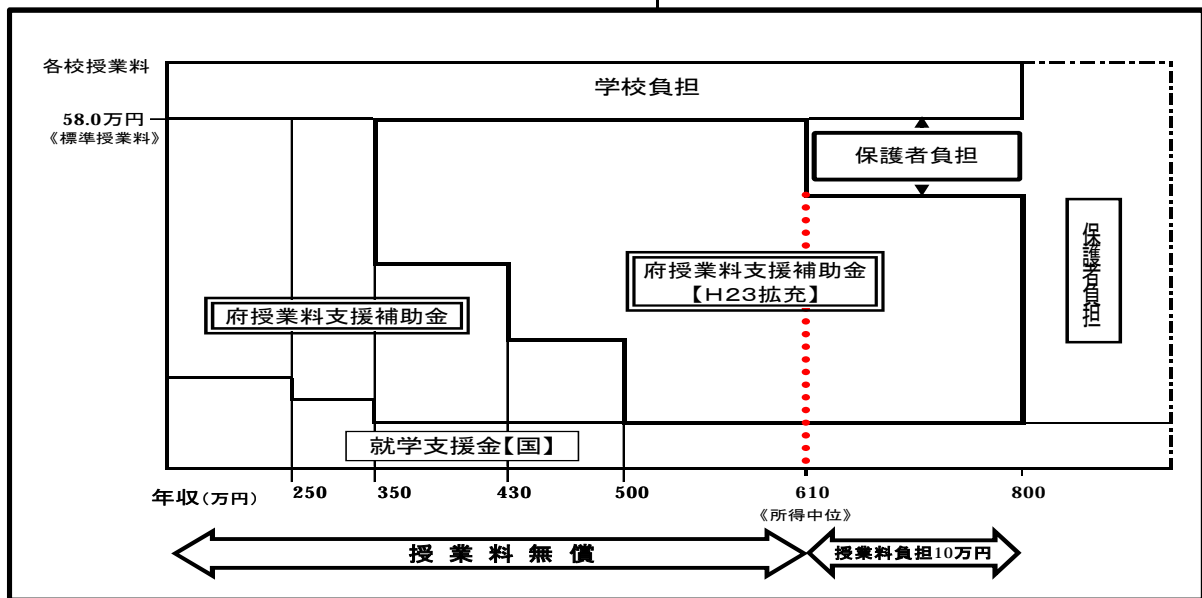 各校授業料
学校負担
58.0万円
《標準授業料》
保護者負担
保護者負担
府授業料支援補助金
【H23拡充】
府授業料支援補助金
就学支援金【国】
年収(万円)
250
350
430
500
610
800
《所得中位》
授業料無償
授業料負担10万円